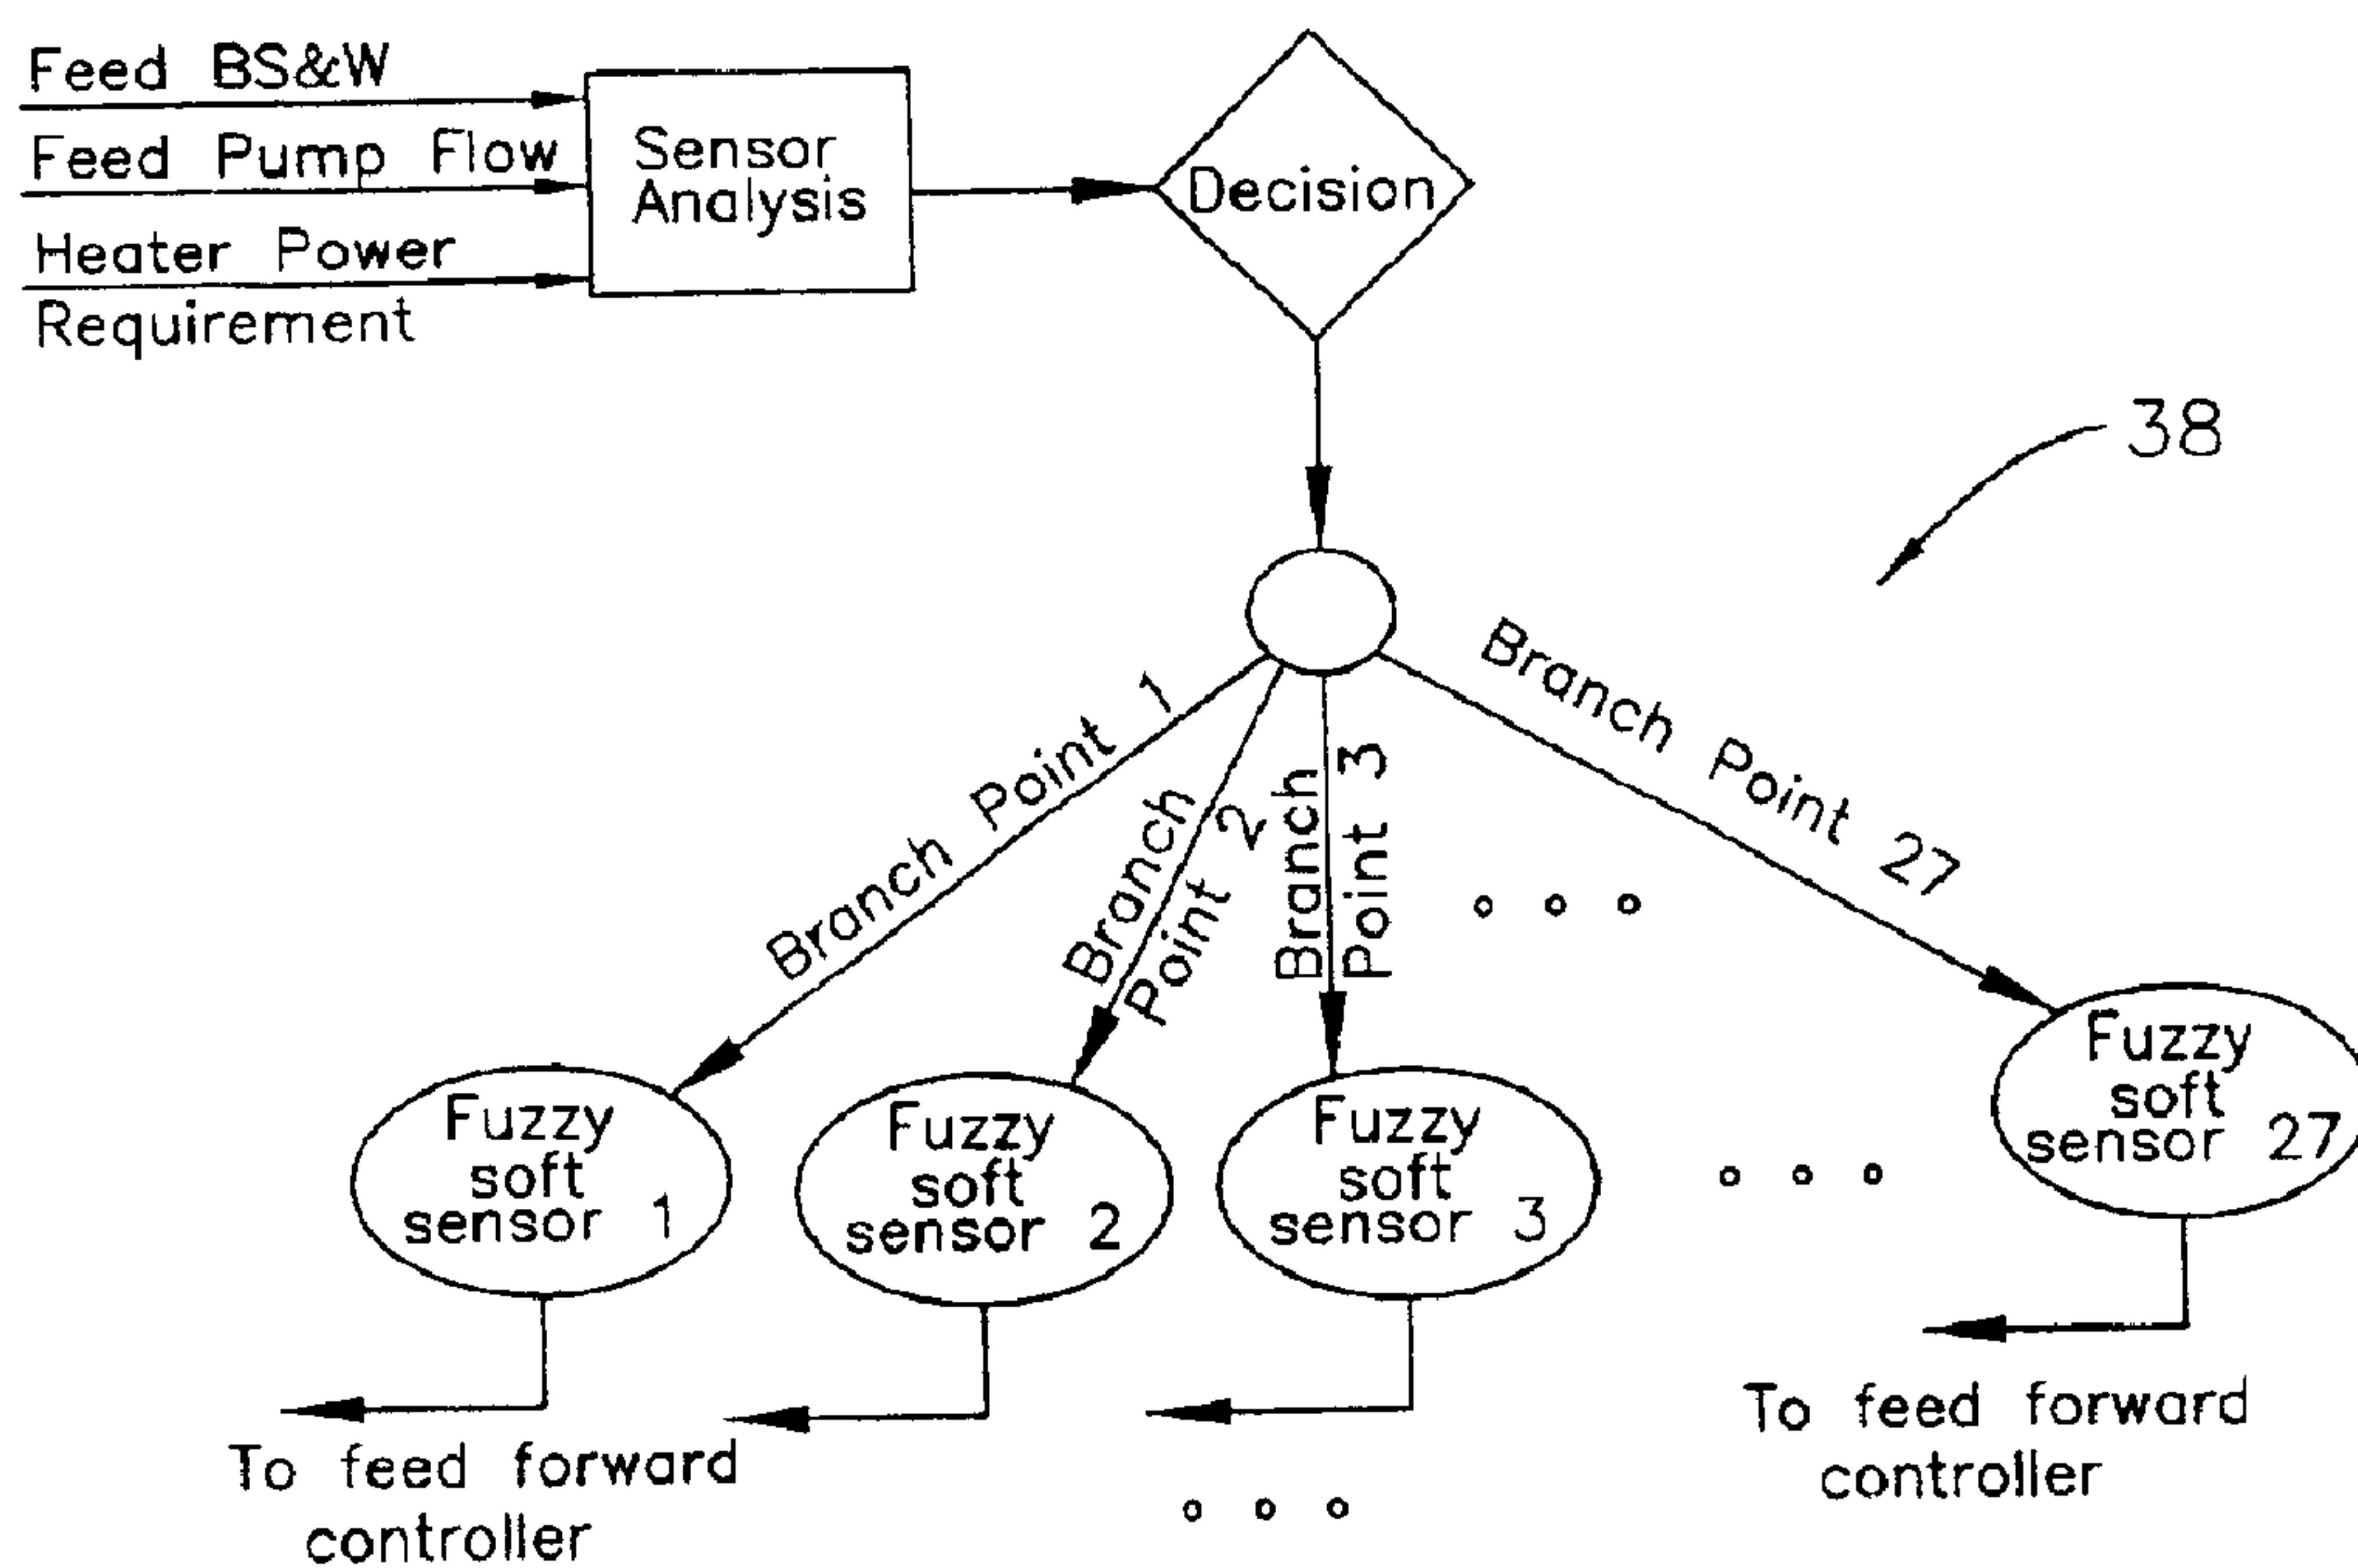 Feed BS&W
Feed Pump Flow
Heater Power
Requirement
Sensor
Analysis
Decision
38
Branch Point 1
Branch
Point 2
Branch
Point 3
Branch Point 27
Fuzzy
soft
sensor 1
Fuzzy
soft
sensor 2
Fuzzy
soft
sensor 3
Fuzzy
soft
sensor 27
To feed forward
controller
To feed forward
controller